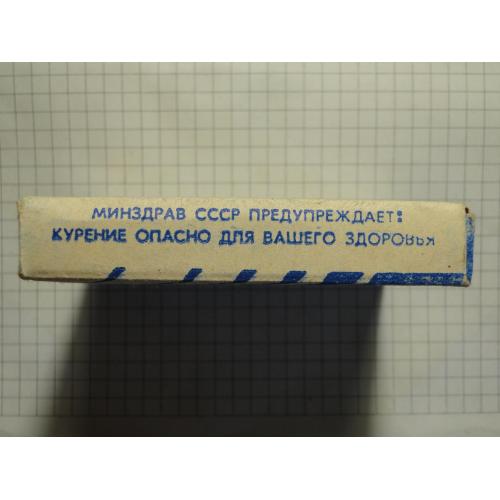 МИНЗДРАВ СССР ПРЕДУПРЕЖДАЕТ:
КУРЕНИЕ ОПАСНО ДЛЯ ВАШЕГО ЗДОРОВЬЯ